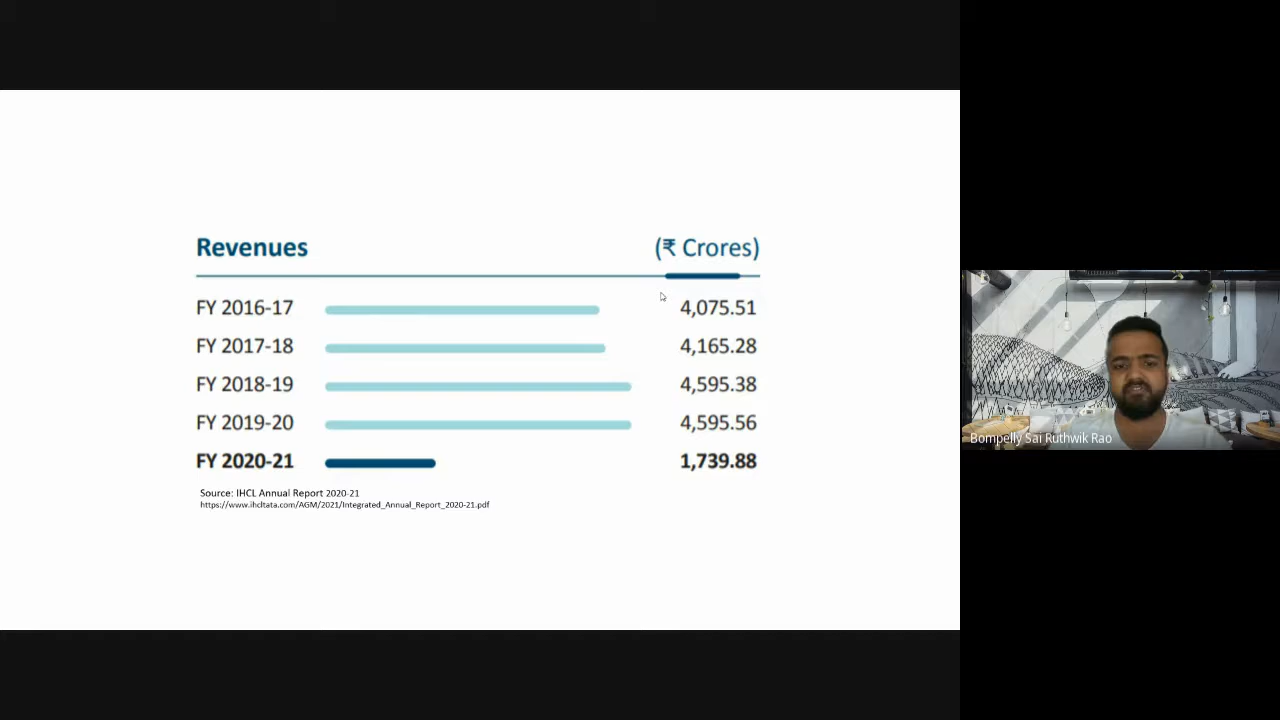 Revenues (₹ Crores)
FY 2016-17 4,075.51
FY 2017-18 4,165.28
FY 2018-19 4,595.38
FY 2019-20 4,595.56
FY 2020-21 1,739.88
Source: IHCL Annual Report 2020-21
https://www.ihcltata.com/AGM/2021/Integrated_Annual_Report_2020-21.pdf
Bompelly Sai Ruthwik Rao